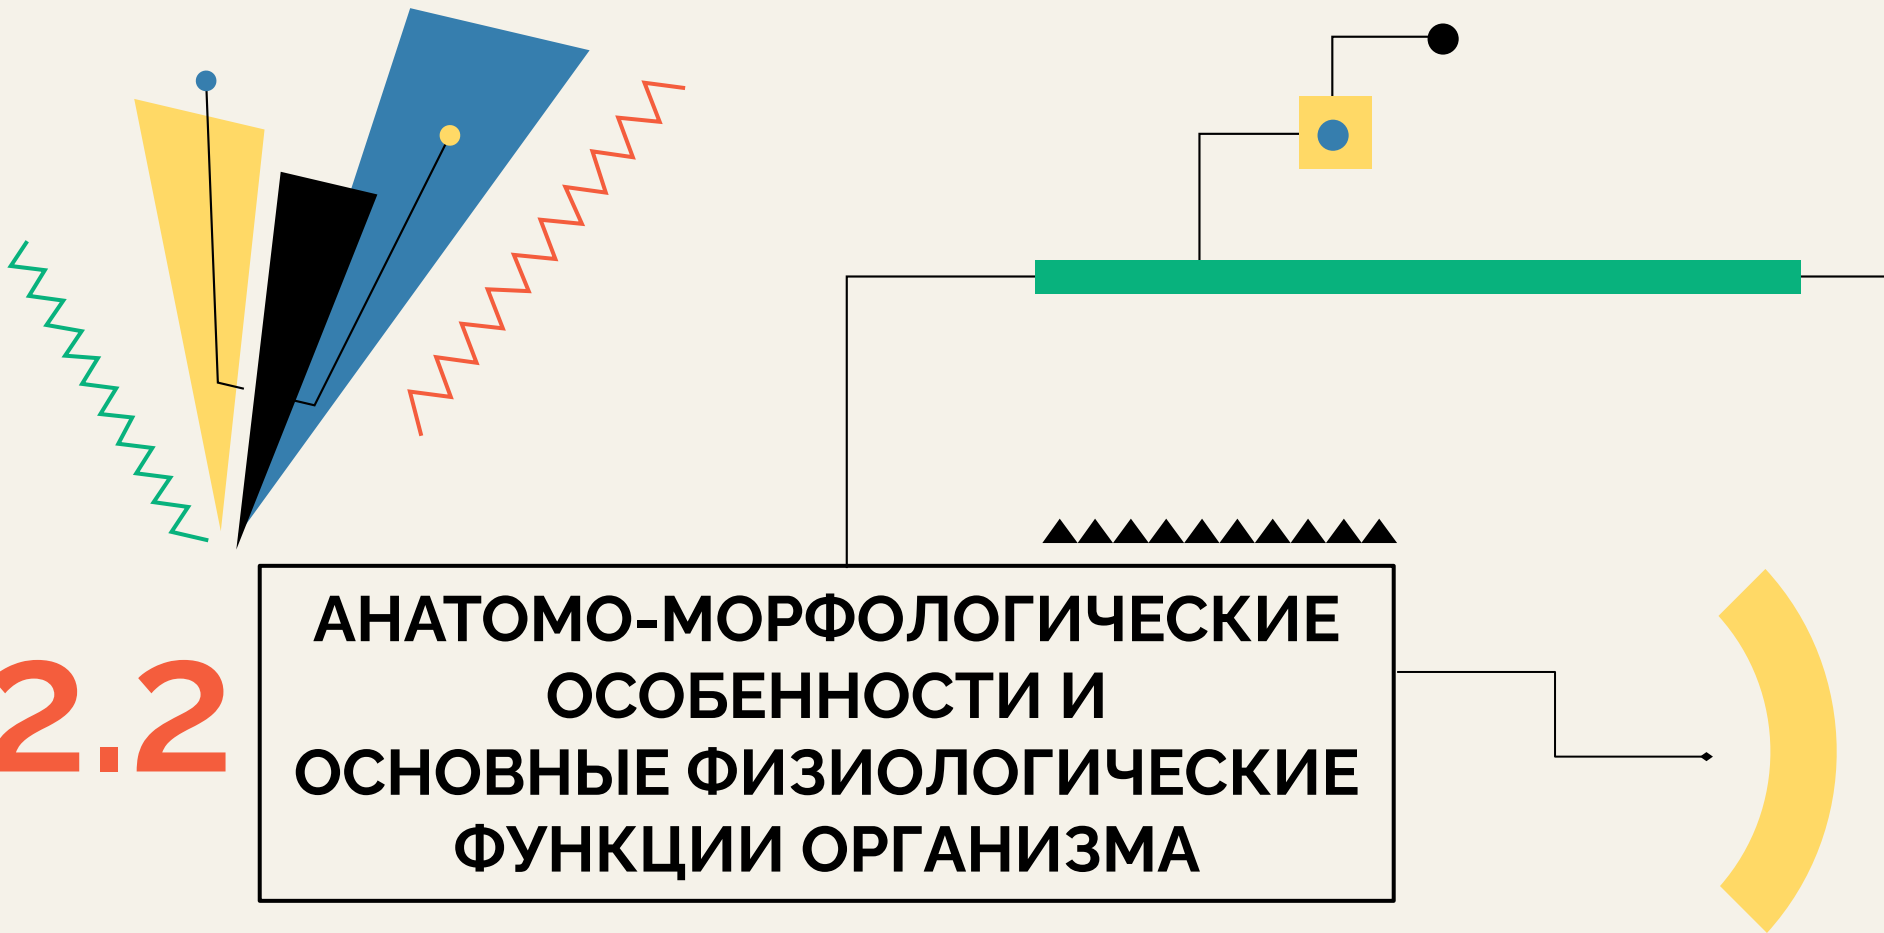 2.2
АНАТОМО-МОРФОЛОГИЧЕСКИЕ
ОСОБЕННОСТИ И
ОСНОВНЫЕ ФИЗИОЛОГИЧЕСКИЕ
ФУНКЦИИ ОРГАНИЗМА